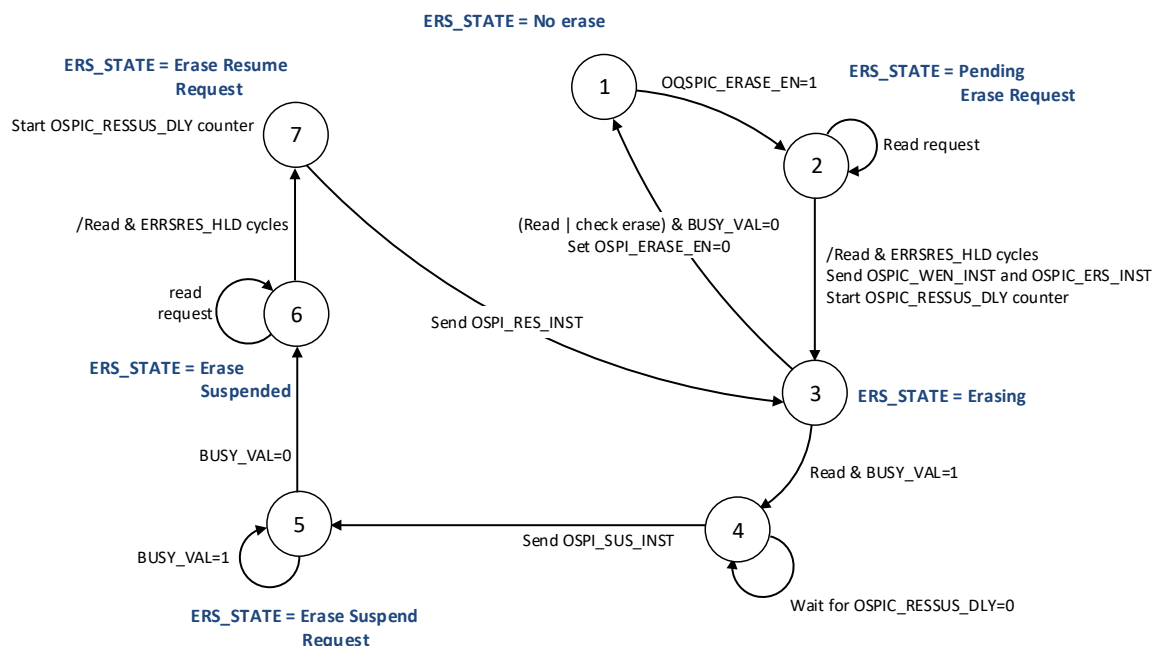 ERS_STATE = No erase
ERS_STATE = Erase Resume
Request
Start OSPIC_RESSUS_DLY counter
7
1
OQSPIC_ERASE_EN=1
ERS_STATE = Pending
Erase Request
2
Read request
/Read & ERRSRES_HLD cycles
(Read | check erase) & BUSY_VAL=0
Set OSPI_ERASE_EN=0
/Read & ERRSRES_HLD cycles
Send OSPIC_WEN_INST and OSPIC_ERS_INST
Start OSPIC_RESSUS_DLY counter
read
request
6
Send OSPI_RES_INST
ERS_STATE = Erase
Suspended
3
ERS_STATE = Erasing
BUSY_VAL=0
Read & BUSY_VAL=1
5
4
Send OSPI_SUS_INST
BUSY_VAL=1
Wait for OSPIC_RESSUS_DLY=0
ERS_STATE = Erase Suspend
Request